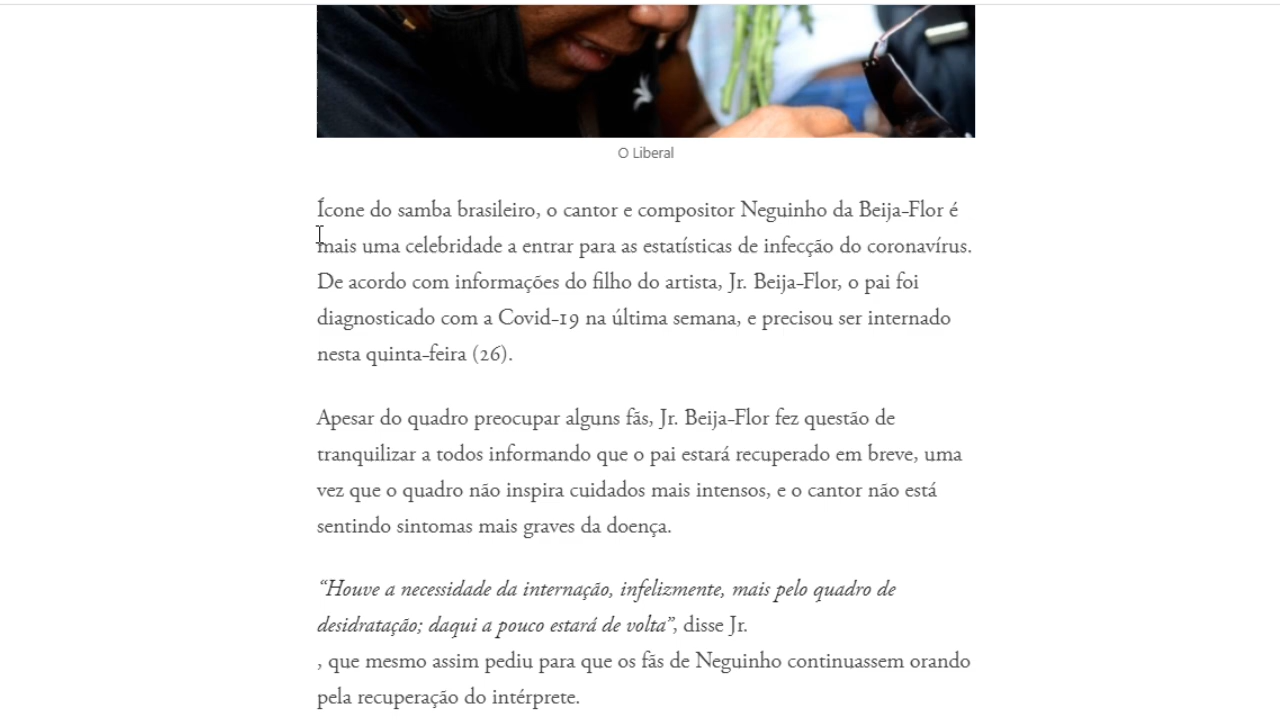 O Liberal
Ícone do samba brasileiro, o cantor e compositor Neguinho da Beija-Flor é
mais uma celebridade a entrar para as estatísticas de infecção do coronavírus.
De acordo com informações do filho do artista, Jr. Beija-Flor, o pai foi
diagnosticado com a Covid-19 na última semana, e precisou ser internado
nesta quinta-feira (26).
Apesar do quadro preocupar alguns fãs, Jr. Beija-Flor fez questão de
tranquilizar a todos informando que o pai estará recuperado em breve, uma
vez que o quadro não inspira cuidados mais intensos, e o cantor não está
sentindo sintomas mais graves da doença.
“Houve a necessidade da internação, infelizmente, mais pelo quadro de
desidratação; daqui a pouco estará de volta”, disse Jr.
, que mesmo assim pediu para que os fãs de Neguinho continuassem orando
pela recuperação do intérprete.